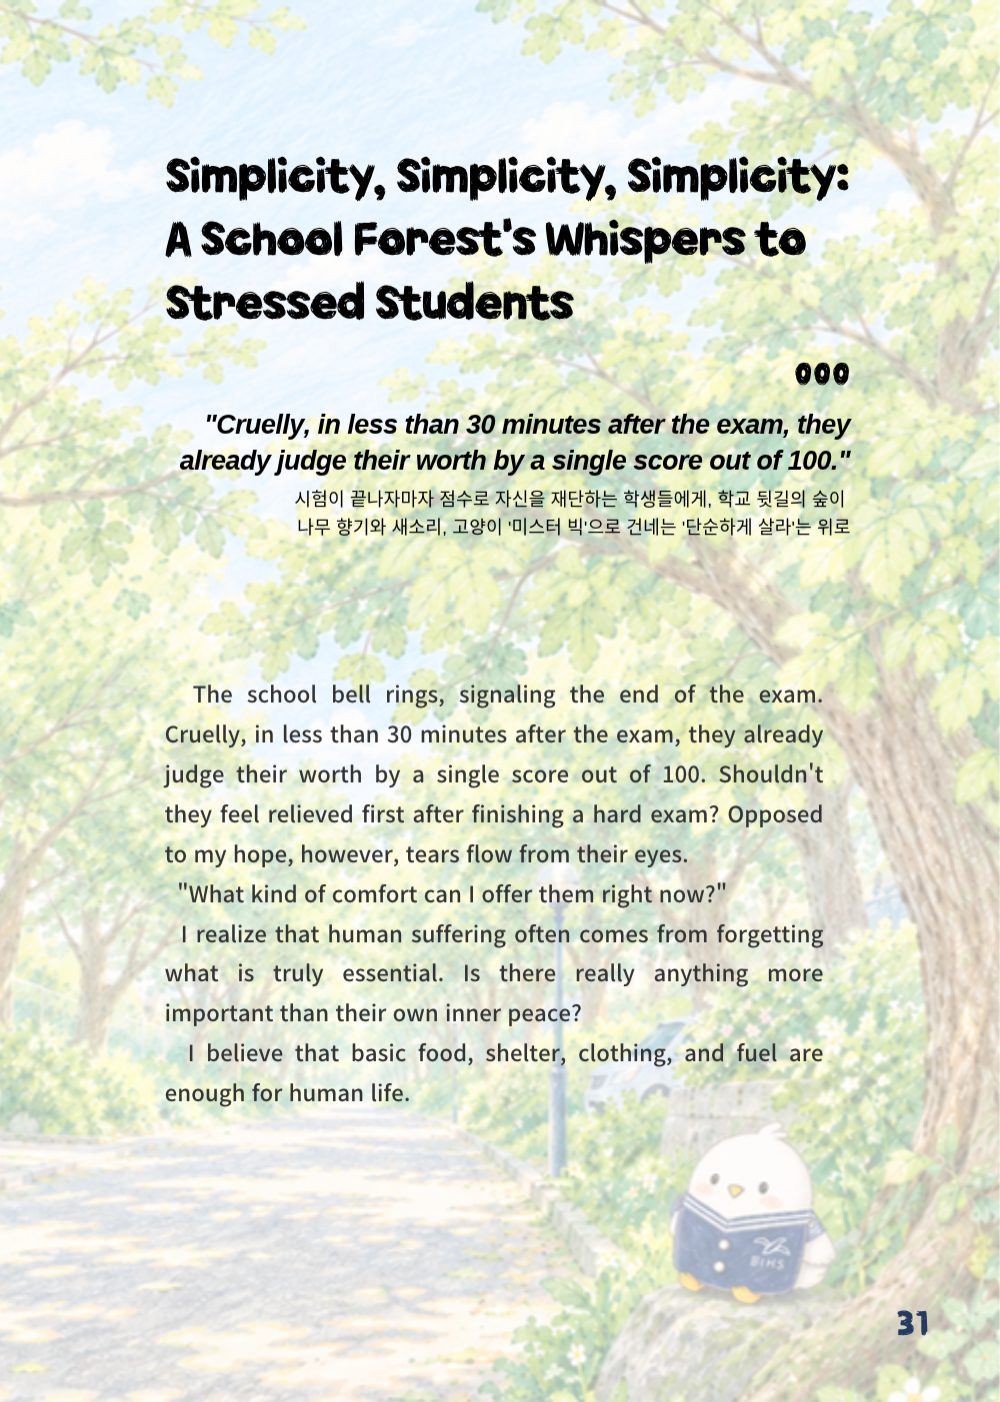 Simplicity, Simplicity, Simplicity:
A School Forest's Whispers to
Stressed Students
000
"Cruelly, in less than 30 minutes after the exam, they
already judge their worth by a single score out of 100."
시험이 끝나자마자 점수로 자신을 재단하는 학생들에게, 학교 뒷길의 숲이
나무 향기와 새소리, 고양이 '미스터 빅'으로 건네는 '단순하게 살라'는 위로
The school bell rings, signaling the end of the exam.
Cruelly, in less than 30 minutes after the exam, they already
judge their worth by a single score out of 100. Shouldn't
they feel relieved first after finishing a hard exam? Opposed
to my hope, however, tears flow from their eyes.
"What kind of comfort can I offer them right now?"
I realize that human suffering often comes from forgetting
what is truly essential. Is there really anything more
important than their own inner peace?
I believe that basic food, shelter, clothing, and fuel are
enough for human life.
BIHS
31